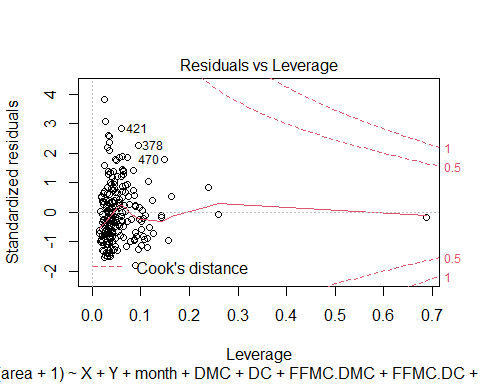 Residuals vs Leverage
Standardized residuals
4
3
2
1
0
-1
-2
421
378
470
1
0.5
0.5
1
Cook's distance
0.0 0.1 0.2 0.3 0.4 0.5 0.6 0.7
Leverage
(area + 1) ~ X + Y + month + DMC + DC + FFMC.DMC + FFMC.DC +